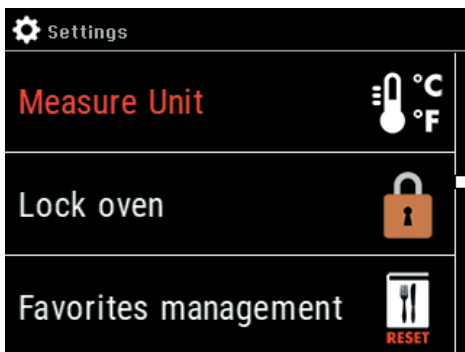 Settings
Measure Unit
°C
°F
Lock oven
Favorites management
RESET